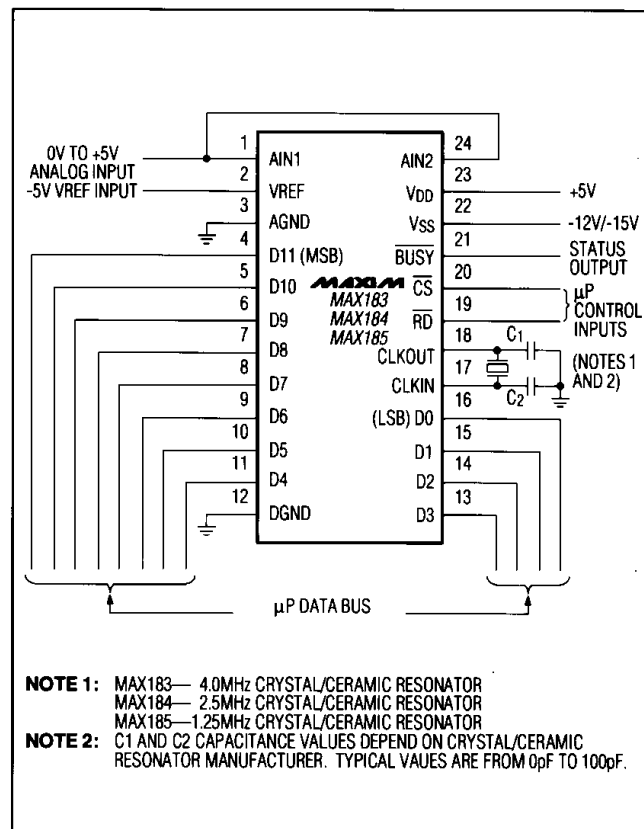 0V TO +5V
ANALOG INPUT
-5V VREF INPUT
1
AIN1
2
VREF
3
AGND
4
D11 (MSB)
5
D10
6
D9
7
D8
8
D7
9
D6
10
D5
11
D4
12
DGND
MAXIM
MAX183
MAX184
MAX185
24
AIN2
23
VDD
+5V
22
VSS
-12V/-15V
21
BUSY
STATUS
OUTPUT
20
CS
19
RD
µP
CONTROL
INPUTS
18
CLKOUT
C1
17
CLKIN
C2
(NOTES 1
AND 2)
16
(LSB) D0
15
D1
14
D2
13
D3
µP DATA BUS
NOTE 1: MAX183— 4.0MHz CRYSTAL/CERAMIC RESONATOR
MAX184— 2.5MHz CRYSTAL/CERAMIC RESONATOR
MAX185—1.25MHz CRYSTAL/CERAMIC RESONATOR
NOTE 2: C1 AND C2 CAPACITANCE VALUES DEPEND ON CRYSTAL/CERAMIC
RESONATOR MANUFACTURER. TYPICAL VAUES ARE FROM 0pF TO 100pF.